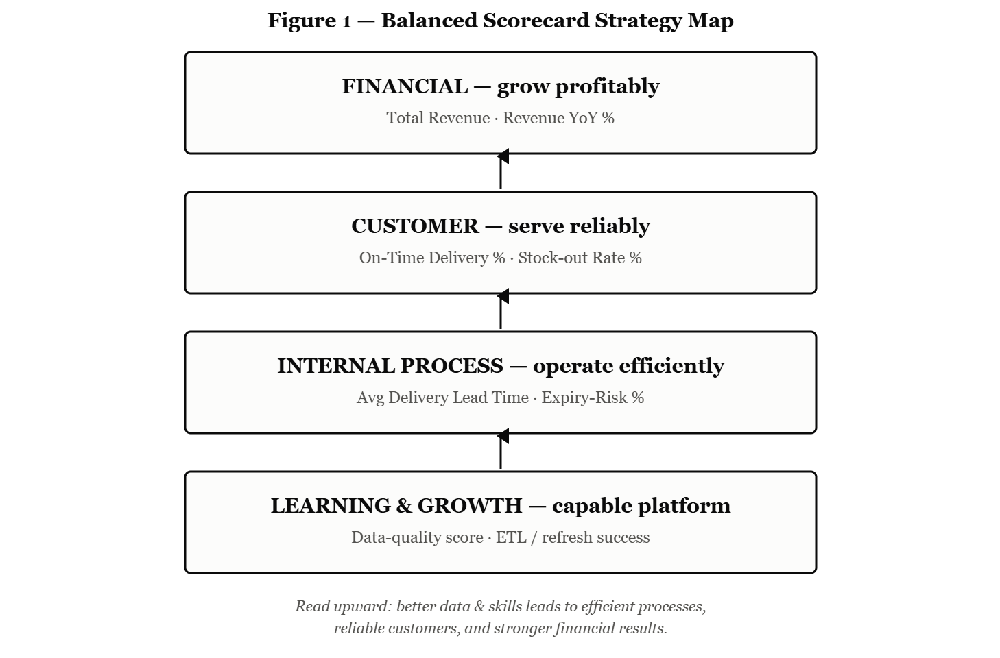 Figure 1 — Balanced Scorecard Strategy Map
FINANCIAL — grow profitably
Total Revenue · Revenue YoY %
CUSTOMER — serve reliably
On-Time Delivery % · Stock-out Rate %
INTERNAL PROCESS — operate efficiently
Avg Delivery Lead Time · Expiry-Risk %
LEARNING & GROWTH — capable platform
Data-quality score · ETL / refresh success
Read upward: better data & skills leads to efficient processes,
reliable customers, and stronger financial results.